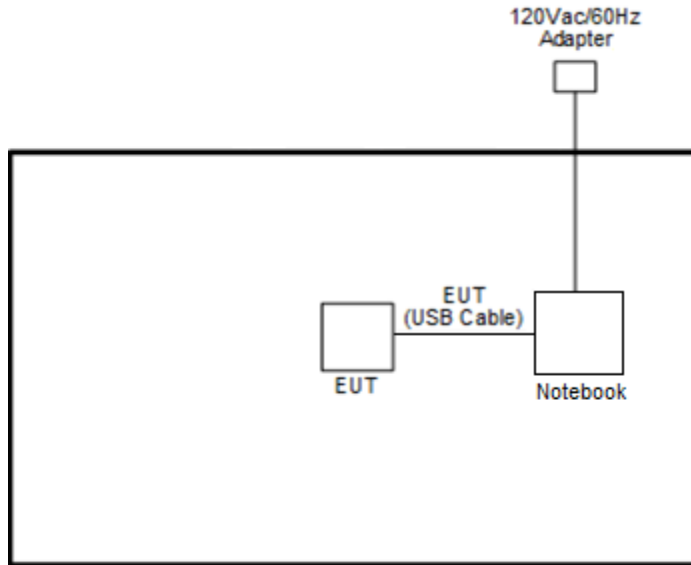 120Vac/60Hz
Adapter
EUT
(USB Cable)
EUT
Notebook